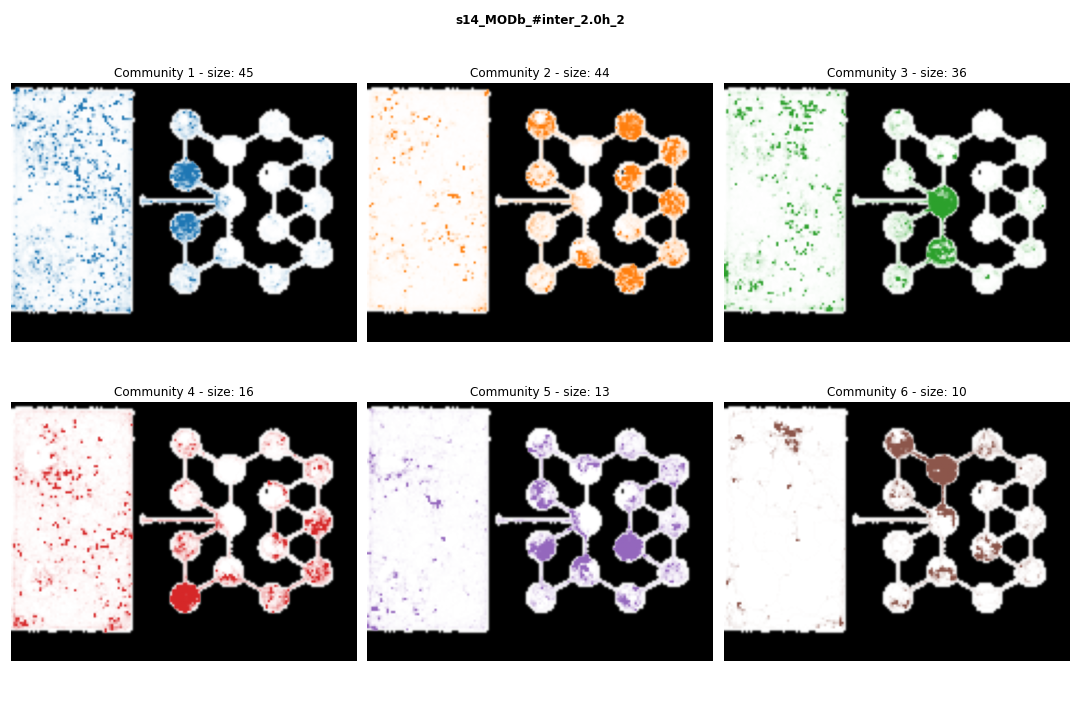 s14_MODb_#inter_2.0h_2
Community 1 - size: 45
Community 2 - size: 44
Community 3 - size: 36
Community 4 - size: 16
Community 5 - size: 13
Community 6 - size: 10